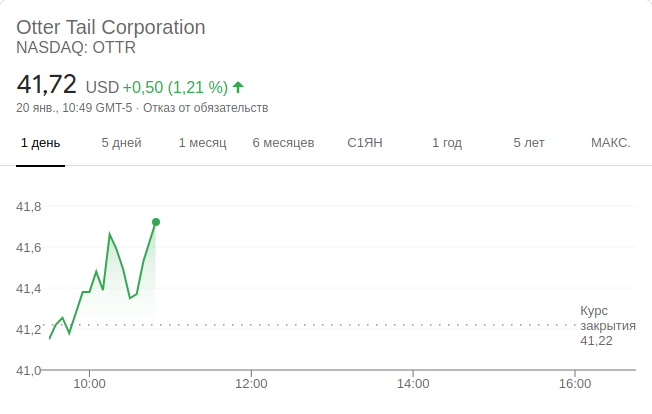 Otter Tail Corporation
NASDAQ: OTTR
41,72 USD +0,50 (1,21 %)
20 янв., 10:49 GMT-5 · Отказ от обязательств
1 день 5 дней 1 месяц 6 месяцев С1ЯН 1 год 5 лет МАКС.
41,8
41,6
41,4
41,2
41,0
Курс
закрытия
41,22
10:00 12:00 14:00 16:00